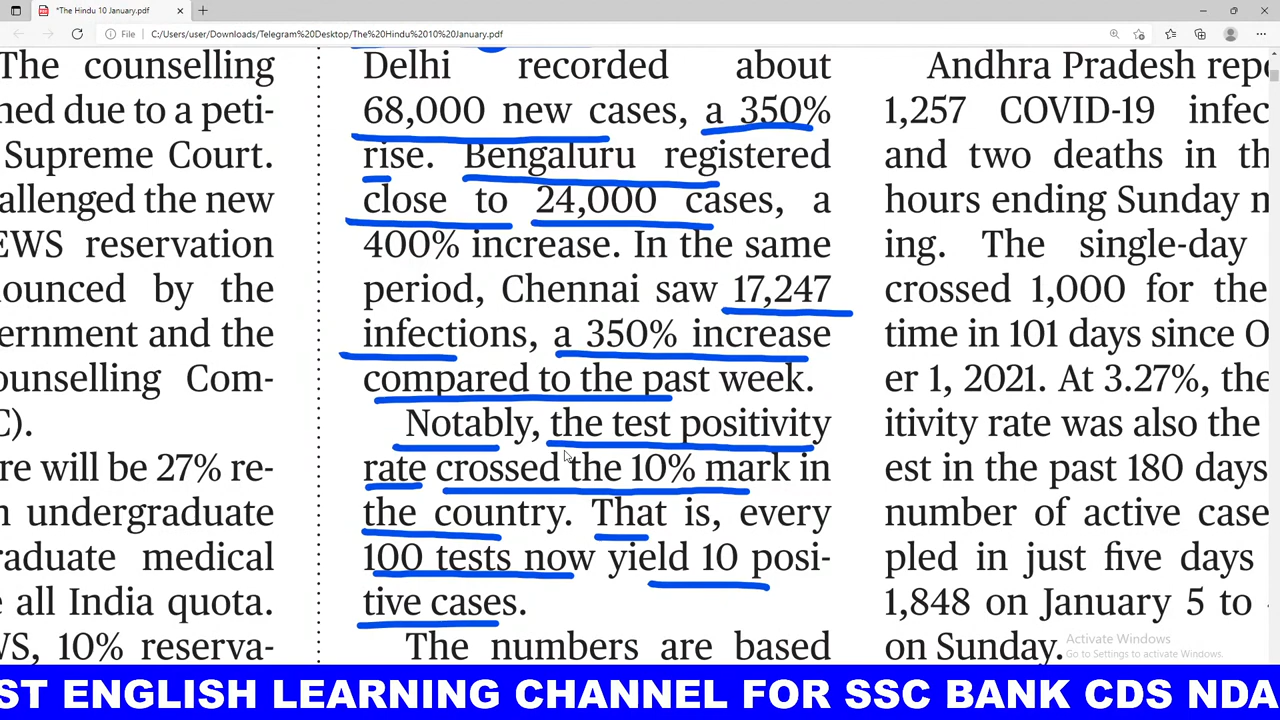 *The Hindu 10 January.pdf
File
C:/Users/user/Downloads/Telegram%20Desktop/The%20Hindu%2010%20January.pdf
The counselling
ned due to a peti-
Supreme Court.
allenged the new
EWS reservation
nounced by the
ernment and the
ounselling Com-
C).
re will be 27% re-
n undergraduate
raduate medical
e all India quota.
WS, 10% reserva-
Delhi recorded about
68,000 new cases, a 350%
rise. Bengaluru registered
close to 24,000 cases, a
400% increase. In the same
period, Chennai saw 17,247
infections, a 350% increase
compared to the past week.
Notably, the test positivity
rate crossed the 10% mark in
the country. That is, every
100 tests now yield 10 posi-
tive cases.
The numbers are based
Andhra Pradesh repo
1,257 COVID-19 infec
and two deaths in th
hours ending Sunday m
ing. The single-day
crossed 1,000 for the
time in 101 days since O
er 1, 2021. At 3.27%, the
itivity rate was also the
est in the past 180 days
number of active case
pled in just five days
1,848 on January 5 to
on Sunday.
Activate Windows
Go to Settings to activate Windows.
ST ENGLISH LEARNING CHANNEL FOR SSC BANK CDS NDA